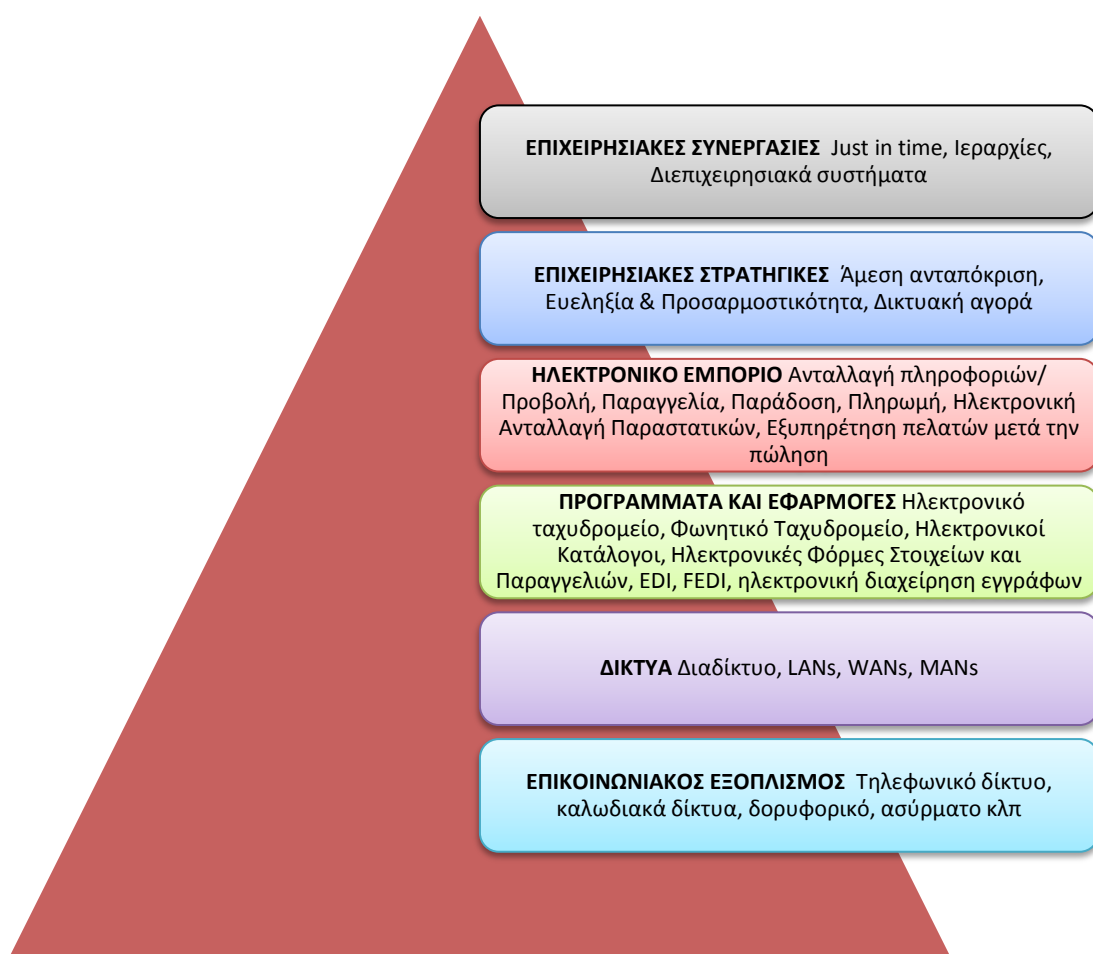 ΕΠΙΧΕΙΡΗΣΙΑΚΕΣ ΣΥΝΕΡΓΑΣΙΕΣ Just in time, Ιεραρχίες,
Διεπιχειρησιακά συστήματα
ΕΠΙΧΕΙΡΗΣΙΑΚΕΣ ΣΤΡΑΤΗΓΙΚΕΣ Άμεση ανταπόκριση,
Ευεληξία & Προσαρμοστικότητα, Δικτυακή αγορά
ΗΛΕΚΤΡΟΝΙΚΟ ΕΜΠΟΡΙΟ Ανταλλαγή πληροφοριών/
Προβολή, Παραγγελία, Παράδοση, Πληρωμή, Ηλεκτρονική
Ανταλλαγή Παραστατικών, Εξυπηρέτηση πελατών μετά την
πώληση
ΠΡΟΓΡΑΜΜΑΤΑ ΚΑΙ ΕΦΑΡΜΟΓΕΣ Ηλεκτρονικό
ταχυδρομείο, Φωνητικό Ταχυδρομείο, Ηλεκτρονικοί
Κατάλογοι, Ηλεκτρονικές Φόρμες Στοιχείων και
Παραγγελιών, EDI, FEDI, ηλεκτρονική διαχείρηση εγγράφων
ΔΙΚΤΥΑ Διαδίκτυο, LANs, WANs, MANs
ΕΠΙΚΟΙΝΩΝΙΑΚΟΣ ΕΞΟΠΛΙΣΜΟΣ Τηλεφωνικό δίκτυο,
καλωδιακά δίκτυα, δορυφορικό, ασύρματο κλπ